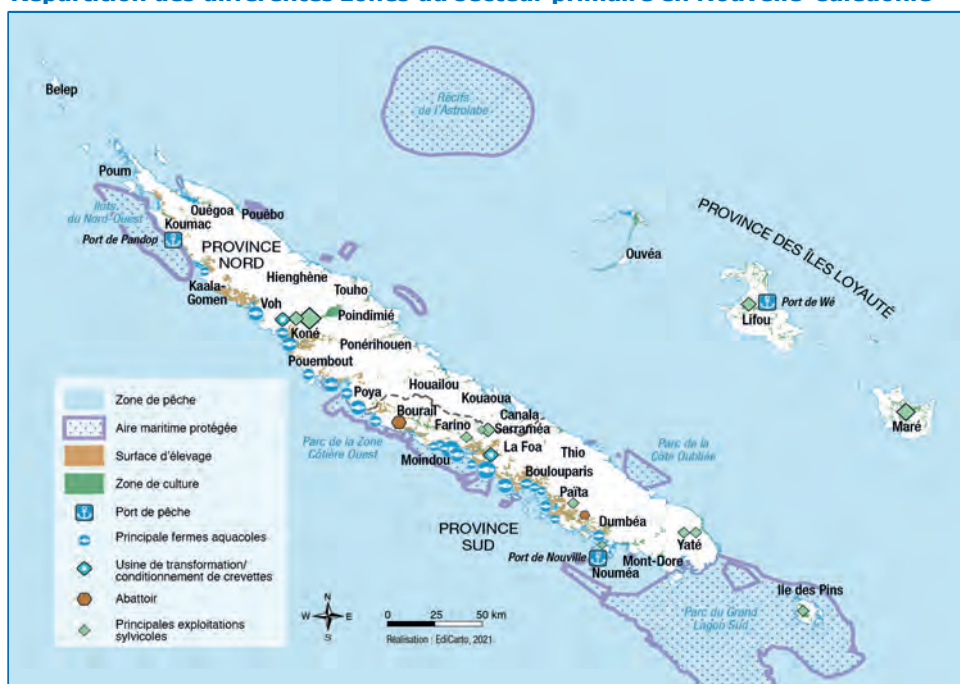 Répartition des différentes zones du secteur primaire en Nouvelle-Calédonie
Belep
Récifs
de l'Astrolabe
Poum
Ilots
du Nord-Ouest
Ouégoa
Pouébo
Koumac
Port de Pandop
PROVINCE
NORD
PROVINCE DES ÎLES LOYAUTÉ
Ouvéa
Hienghène
Touho
Kaala-
Gomen
Voh
Poindimié
Port de Wé
Lifou
Koné
Ponérihouen
Pouembout
Houaïlou
Poya
Kouaoua
Bourail
Canala
Farino
Sarraméa
Maré
Parc de la Zone
Côtière Ouest
La Foa
Thio
Parc de la
Côte Oubliée
Moindou
Boulouparis
Païta
Dumbéa
PROVINCE
SUD
Yaté
Port de Nouville
Mont-Dore
Nouméa
Ile des Pins
Parc du Grand
Lagon Sud
Zone de pêche
Aire maritime protégée
Surface d'élevage
Zone de culture
Port de pêche
Principale fermes aquacoles
Usine de transformation/
conditionnement de crevettes
Abattoir
Principales exploitations
sylvicoles
N
W E
S
0 25 50 km
Réalisation : EdiCarto, 2021